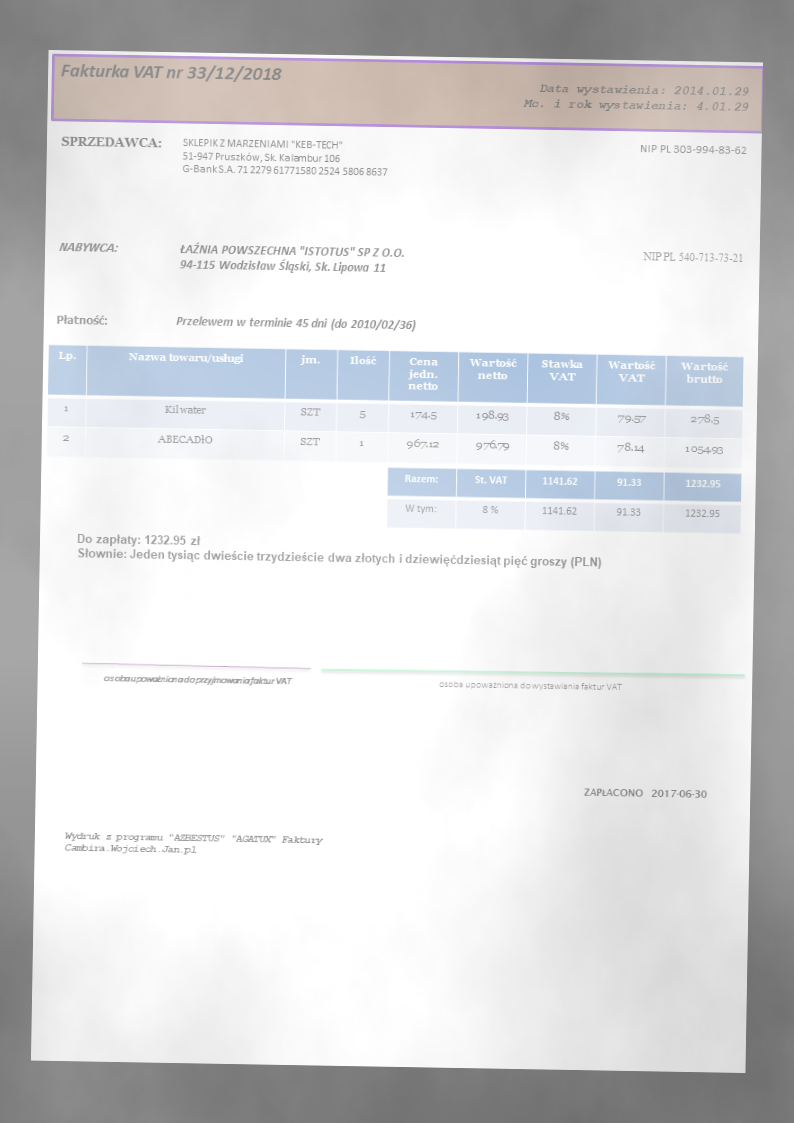 Fakturka VAT nr 33/12/2018
Data wystawienia: 2014.01.29
Mc. i rok wystawienia: 4.01.29
SPRZEDAWCA: SKLEPIK Z MARZENIAMI "KEB-TECH" NIP PL 303-994-83-62
51-947 Pruszków, Sk. Kalambur 106
G-Bank S.A. 71 2279 61771580 2524 5806 8637
NABYWCA: ŁAŹNIA POWSZECHNA "ISTOTUS" SP Z O.O. NIP PL 540-713-73-21
94-115 Wodzisław Śląski, Sk. Lipowa 11
Płatność: Przelewem w terminie 45 dni (do 2010/02/36)
Lp. Nazwa towaru/usługi jm. Ilość Cena jedn. netto Wartość netto Stawka VAT Wartość VAT Wartość brutto
1 Kilwater SZT 5 174.5 198.93 8% 79.57 278.5
2 ABECADłO SZT 1 967.12 976.79 8% 78.14 1054.93
Razem: St. VAT 1141.62 91.33 1232.95
W tym: 8 % 1141.62 91.33 1232.95
Do zapłaty: 1232.95 zł
Słownie: Jeden tysiąc dwieście trzydzieście dwa złotych i dziewięćdziesiąt pięć groszy (PLN)
osoba upoważniona do przyjmowania faktur VAT
osoba upoważniona do wystawiania faktur VAT
ZAPŁACONO 2017-06-30
Wydruk z programu "AZBESTUS" "AGATUX" Faktury
Cambira.Wojciech.Jan.pl